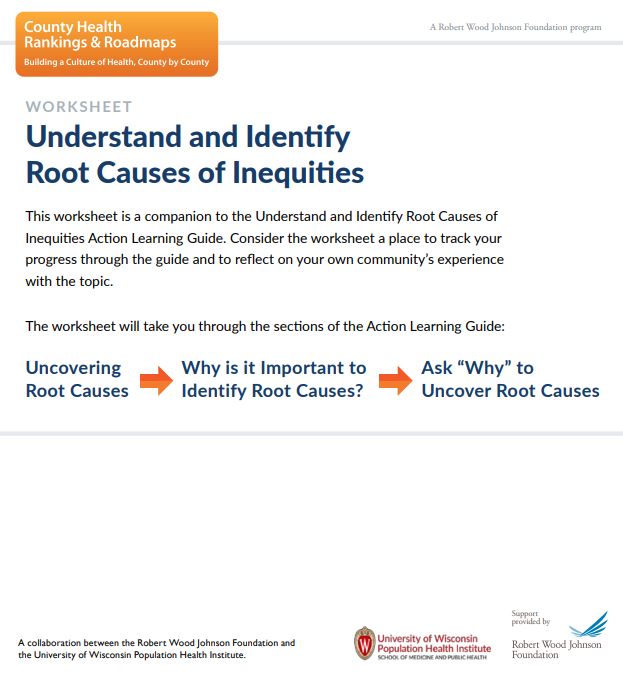 County Health
Rankings & Roadmaps
Building a Culture of Health, County by County
A Robert Wood Johnson Foundation program
WORKSHEET
Understand and Identify
Root Causes of Inequities
This worksheet is a companion to the Understand and Identify Root Causes of
Inequities Action Learning Guide. Consider the worksheet a place to track your
progress through the guide and to reflect on your own community’s experience
with the topic.
The worksheet will take you through the sections of the Action Learning Guide:
Uncovering
Root Causes
Why is it Important to
Identify Root Causes?
Ask “Why” to
Uncover Root Causes
A collaboration between the Robert Wood Johnson Foundation and
the University of Wisconsin Population Health Institute.
W
University of Wisconsin
Population Health Institute
SCHOOL OF MEDICINE AND PUBLIC HEALTH
Support
provided by
Robert Wood Johnson
Foundation